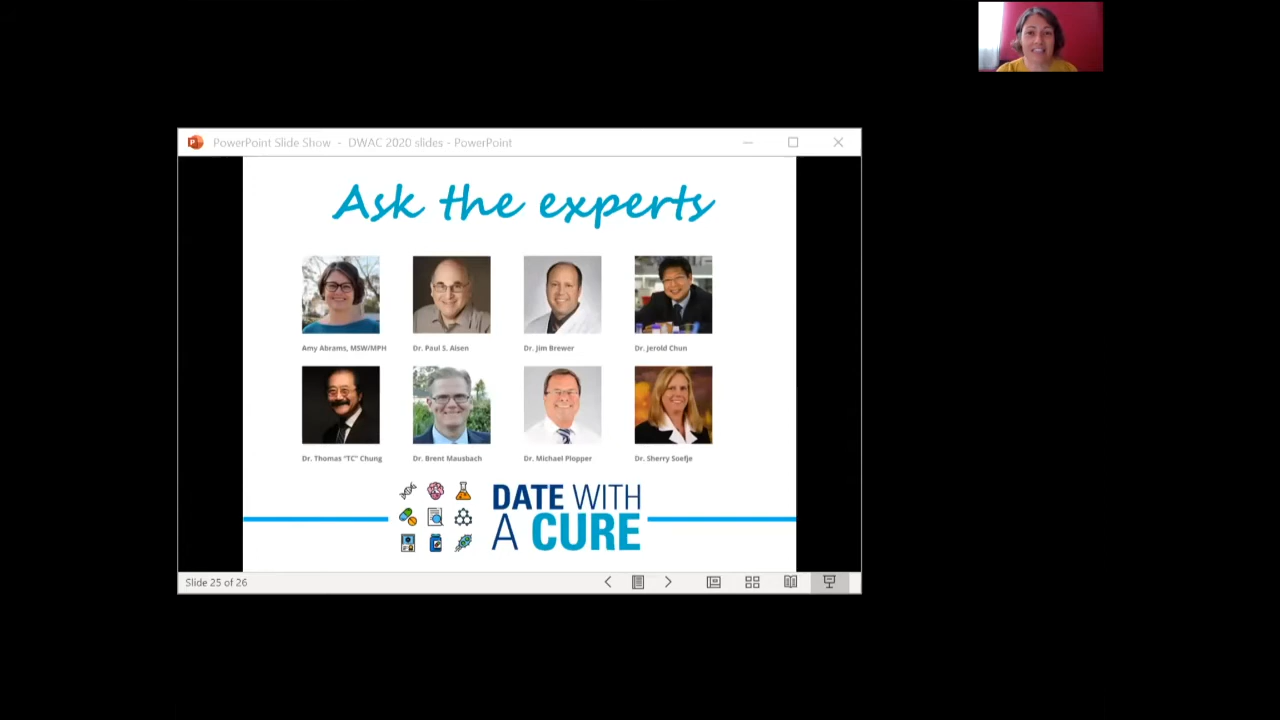 PowerPoint Slide Show - DWAC 2020 slides - PowerPoint
Ask the experts
Amy Abrams, MSW/MPH
Dr. Paul S. Aisen
Dr. Jim Brewer
Dr. Jerold Chun
Dr. Thomas "TC" Chung
Dr. Brent Mausbach
Dr. Michael Plopper
Dr. Sherry Soefje
DATE WITH
A CURE
Slide 25 of 26